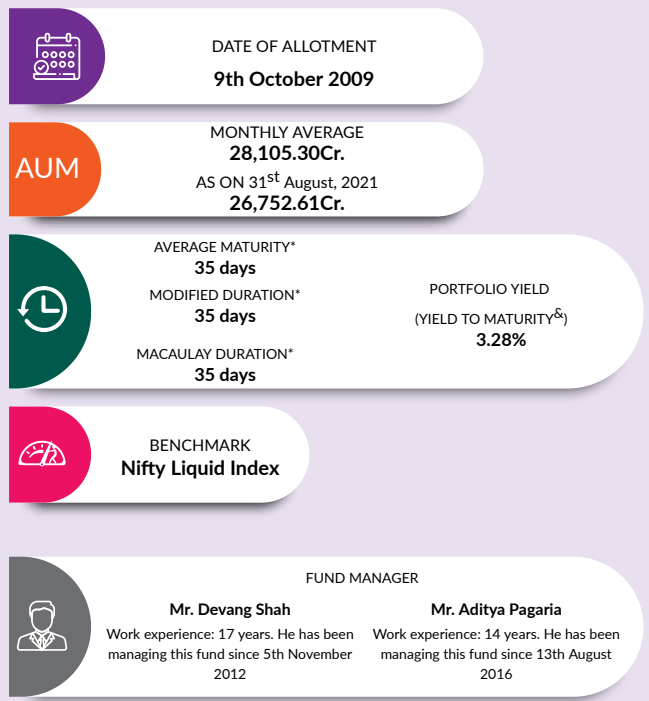 DATE OF ALLOTMENT
9th October 2009
AUM
MONTHLY AVERAGE
28,105.30Cr.
AS ON 31st August, 2021
26,752.61Cr.
AVERAGE MATURITY*
35 days
MODIFIED DURATION*
35 days
MACAULAY DURATION*
35 days
PORTFOLIO YIELD
(YIELD TO MATURITY&)
3.28%
BENCHMARK
Nifty Liquid Index
FUND MANAGER
Mr. Devang Shah
Work experience: 17 years. He has been
managing this fund since 5th November
2012
Mr. Aditya Pagaria
Work experience: 14 years. He has been
managing this fund since 13th August
2016